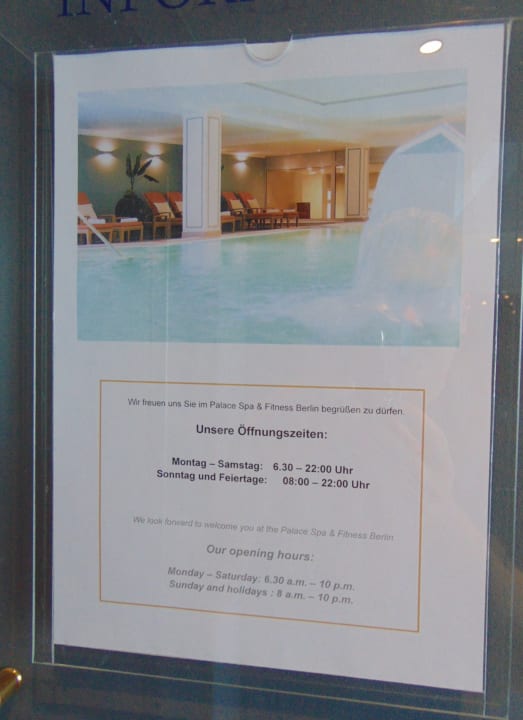 Wir freuen uns Sie im Palace Spa & Fitness Berlin begrüßen zu dürfen.
Unsere Öffnungszeiten:
Montag – Samstag: 6.30 – 22:00 Uhr
Sonntag und Feiertage: 08:00 – 22:00 Uhr
We look forward to welcome you at the Palace Spa & Fitness Berlin
Our opening hours:
Monday – Saturday: 6.30 a.m. – 10 p.m.
Sunday and holidays : 8 a.m. – 10 p.m.